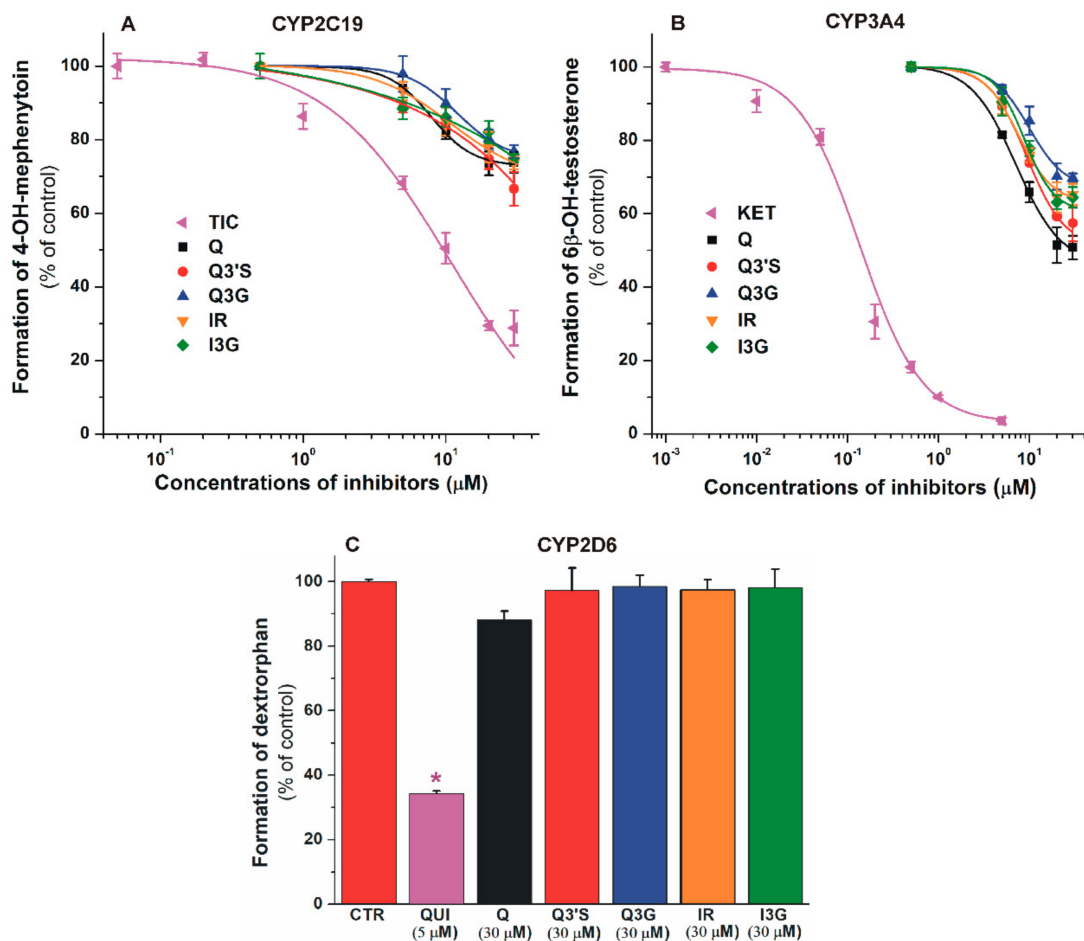 A
CYP2C19
Formation of 4-OH-mephenytoin
(% of control)
100
80
60
40
20
0
TIC
Q
Q3'S
Q3G
IR
I3G
10⁻¹ 10⁰ 10¹
Concentrations of inhibitors (μM)
B
CYP3A4
Formation of 6β-OH-testosterone
(% of control)
100
80
60
40
20
0
KET
Q
Q3'S
Q3G
IR
I3G
10⁻³ 10⁻² 10⁻¹ 10⁰ 10¹
Concentrations of inhibitors (μM)
C
CYP2D6
Formation of dextrorphan
(% of control)
100
80
60
40
20
0
*
CTR QUI Q Q3'S Q3G IR I3G
(5 μM) (30 μM) (30 μM) (30 μM) (30 μM) (30 μM)